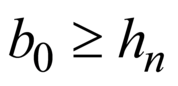 b₀ ≥ hₙ